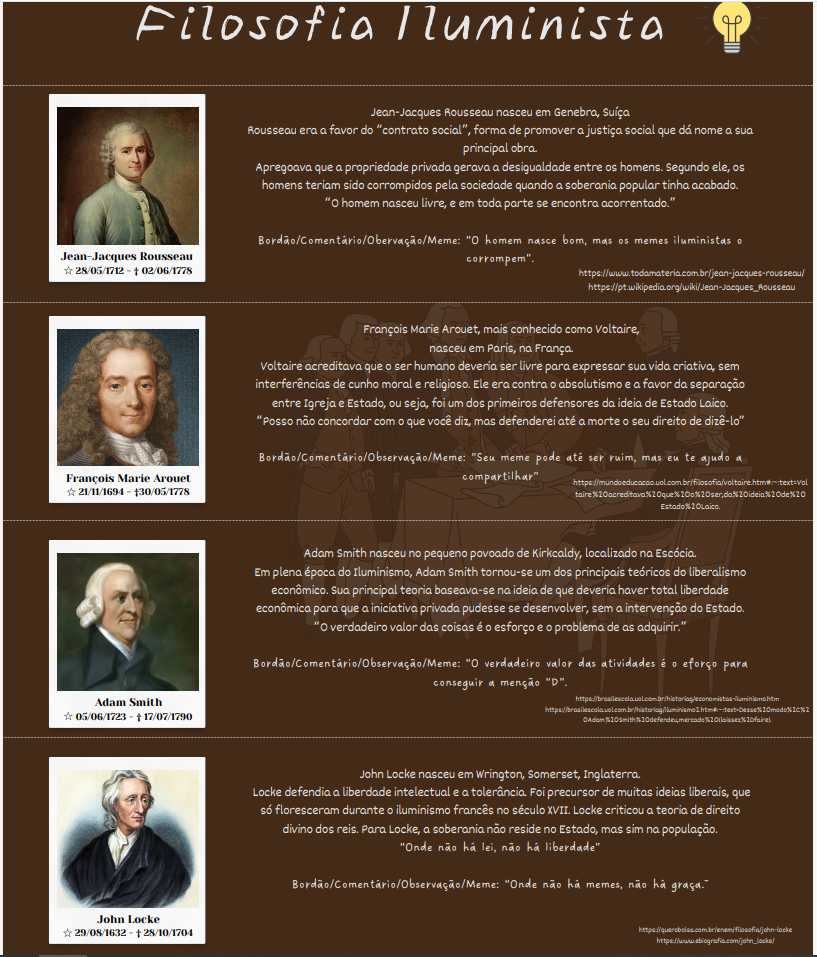 Filosofia Iluminista
Jean-Jacques Rousseau nasceu em Genebra, Suíça
Rousseau era a favor do “contrato social”, forma de promover a justiça social que dá nome a sua
principal obra.
Apregoava que a propriedade privada gerava a desigualdade entre os homens. Segundo ele, os
homens teriam sido corrompidos pela sociedade quando a soberania popular tinha acabado.
“O homem nasceu livre, e em toda parte se encontra acorrentado.”
Bordão/Comentário/Obervação/Meme: “O homem nasce bom, mas os memes iluministas o
corrompem”.
Jean-Jacques Rousseau
☆ 28/05/1712 - † 02/06/1778
https://www.todamateria.com.br/jean-jacques-rousseau/
https://pt.wikipedia.org/wiki/Jean-Jacques_Rousseau
François Marie Arouet, mais conhecido como Voltaire,
nasceu em Paris, na França.
Voltaire acreditava que o ser humano deveria ser livre para expressar sua vida criativa, sem
interferências de cunho moral e religioso. Ele era contra o absolutismo e a favor da separação
entre Igreja e Estado, ou seja, foi um dos primeiros defensores da ideia de Estado Laico.
“Posso não concordar com o que você diz, mas defenderei até a morte o seu direito de dizê-lo”
Bordão/Comentário/Observação/Meme: “Seu meme pode até ser ruim, mas eu te ajudo a
compartilhar”
François Marie Arouet
☆ 21/11/1694 - †30/05/1778
https://mundoeducacao.uol.com.br/filosofia/voltaire.htm#:~:text=Vol
taire%20acreditava%20que%20o%20ser,da%20ideia%20de%20
Estado%20Laico.
Adam Smith nasceu no pequeno povoado de Kirkcaldy, localizado na Escócia.
Em plena época do Iluminismo, Adam Smith tornou-se um dos principais teóricos do liberalismo
econômico. Sua principal teoria baseava-se na ideia de que deveria haver total liberdade
econômica para que a iniciativa privada pudesse se desenvolver, sem a intervenção do Estado.
“O verdadeiro valor das coisas é o esforço e o problema de as adquirir.”
Bordão/Comentário/Observação/Meme: “O verdadeiro valor das atividades é o eforço para
conseguir a menção “D”.
Adam Smith
☆ 05/06/1723 - † 17/07/1790
https://brasilescola.uol.com.br/historiag/economistas-iluminismo.htm
https://brasilescola.uol.com.br/historiag/iluminismo2.htm#:~:text=Desse%20modo%2C%2
0Adam%20Smith%20defendeu,mercado%20(laissez%20faire).
John Locke nasceu em Wrington, Somerset, Inglaterra.
Locke defendia a liberdade intelectual e a tolerância. Foi precursor de muitas ideias liberais, que
só floresceram durante o iluminismo francês no século XVII. Locke criticou a teoria de direito
divino dos reis. Para Locke, a soberania não reside no Estado, mas sim na população.
“Onde não há lei, não há liberdade”
Bordão/Comentário/Observação/Meme: “Onde não há memes, não há graça.”
John Locke
☆ 29/08/1632 - † 28/10/1704
https://querobolsa.com.br/enem/filosofia/john-locke
https://www.ebiografia.com/john_locke/